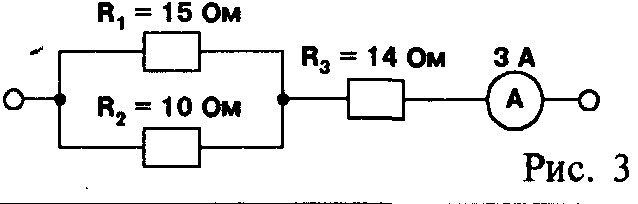 R₁ = 15 Ом
R₂ = 10 Ом
R₃ = 14 Ом
3 А
А
Рис. 3